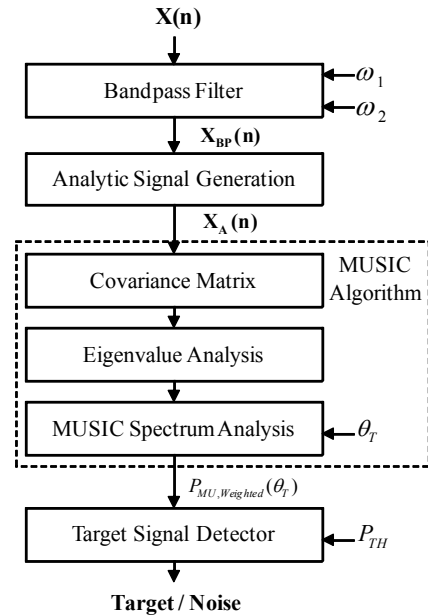 X(n)
Bandpass Filter
ω1
ω2
XBP(n)
Analytic Signal Generation
XA(n)
MUSIC
Algorithm
Covariance Matrix
Eigenvalue Analysis
MUSIC Spectrum Analysis
θT
PMU,Weighted(θT)
Target Signal Detector
PTH
Target / Noise